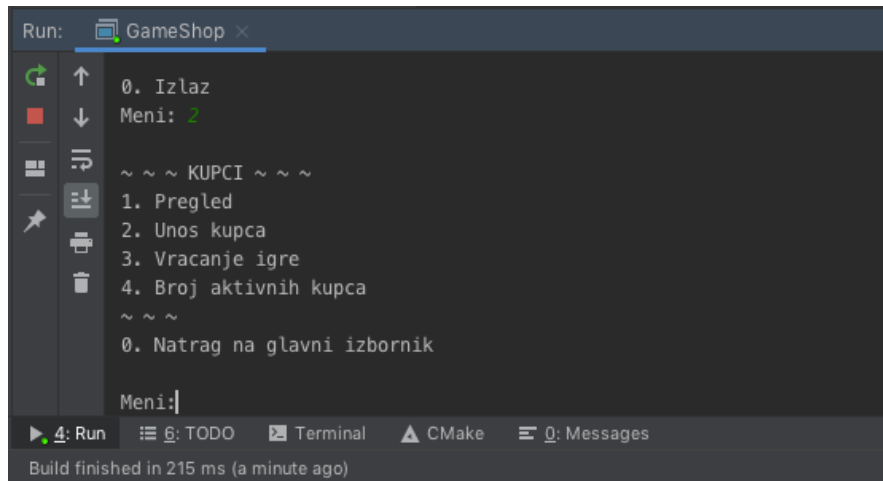 Run: GameShop ×
0. Izlaz
Meni: 2
~ ~ ~ KUPCI ~ ~ ~
1. Pregled
2. Unos kupca
3. Vracanje igre
4. Broj aktivnih kupca
~ ~ ~
0. Natrag na glavni izbornik
Meni:
4: Run 6: TODO Terminal CMake 0: Messages
Build finished in 215 ms (a minute ago)